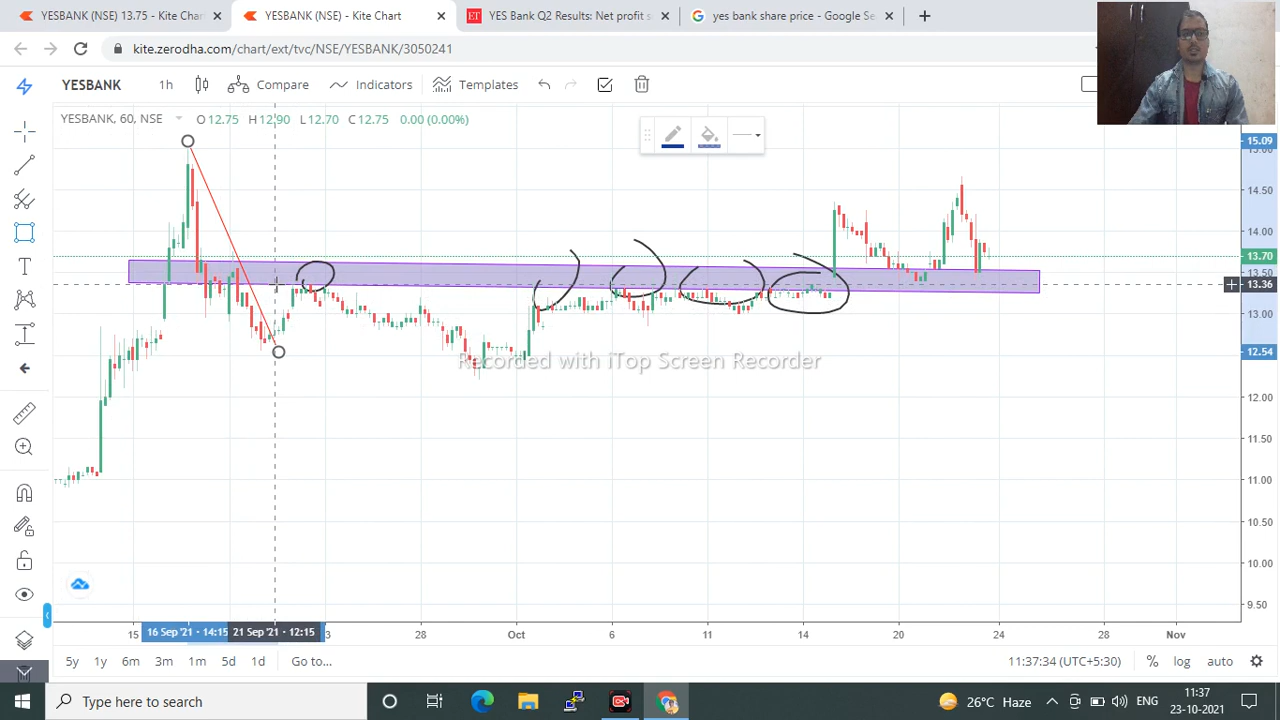 YESBANK (NSE) 13.75 - Kite Char
YESBANK (NSE) - Kite Chart
ET YES Bank Q2 Results: Net profit s
yes bank share price - Google Se
kite.zerodha.com/chart/ext/tvc/NSE/YESBANK/3050241
YESBANK 1h Compare Indicators Templates
YESBANK, 60, NSE O 12.75 H 12.90 L 12.70 C 12.75 0.00 (0.00%)
15.09
15.00
14.50
14.00
13.70
13.50
13.36
13.00
12.54
12.00
11.00
11.00
10.50
10.00
9.50
Recorded with iTop Screen Recorder
15 16 Sep '21 - 14:15 21 Sep '21 - 12:15 3 28 Oct 6 11 14 20 24 28 Nov
5y 1y 6m 3m 1m 5d 1d Go to... 11:37:34 (UTC+5:30) % log auto
Type here to search 26°C Haze ENG 11:37
23-10-2021